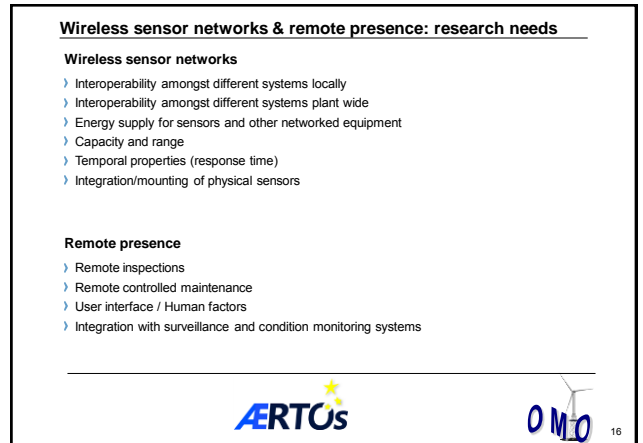 Wireless sensor networks & remote presence: research needs
Wireless sensor networks
Interoperability amongst different systems locally
Interoperability amongst different systems plant wide
Energy supply for sensors and other networked equipment
Capacity and range
Temporal properties (response time)
Integration/mounting of physical sensors
Remote presence
Remote inspections
Remote controlled maintenance
User interface / Human factors
Integration with surveillance and condition monitoring systems
ÆRTOs
OMO
16